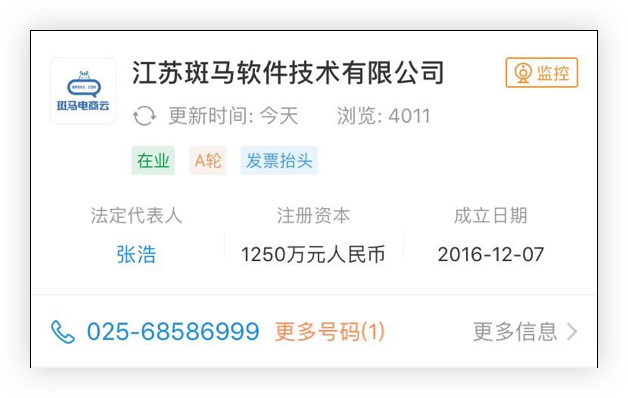 江苏斑马软件技术有限公司
监控
斑马电商云
更新时间: 今天 浏览: 4011
在业 A轮 发票抬头
法定代表人 注册资本 成立日期
张浩 1250万元人民币 2016-12-07
025-68586999 更多号码(1) 更多信息